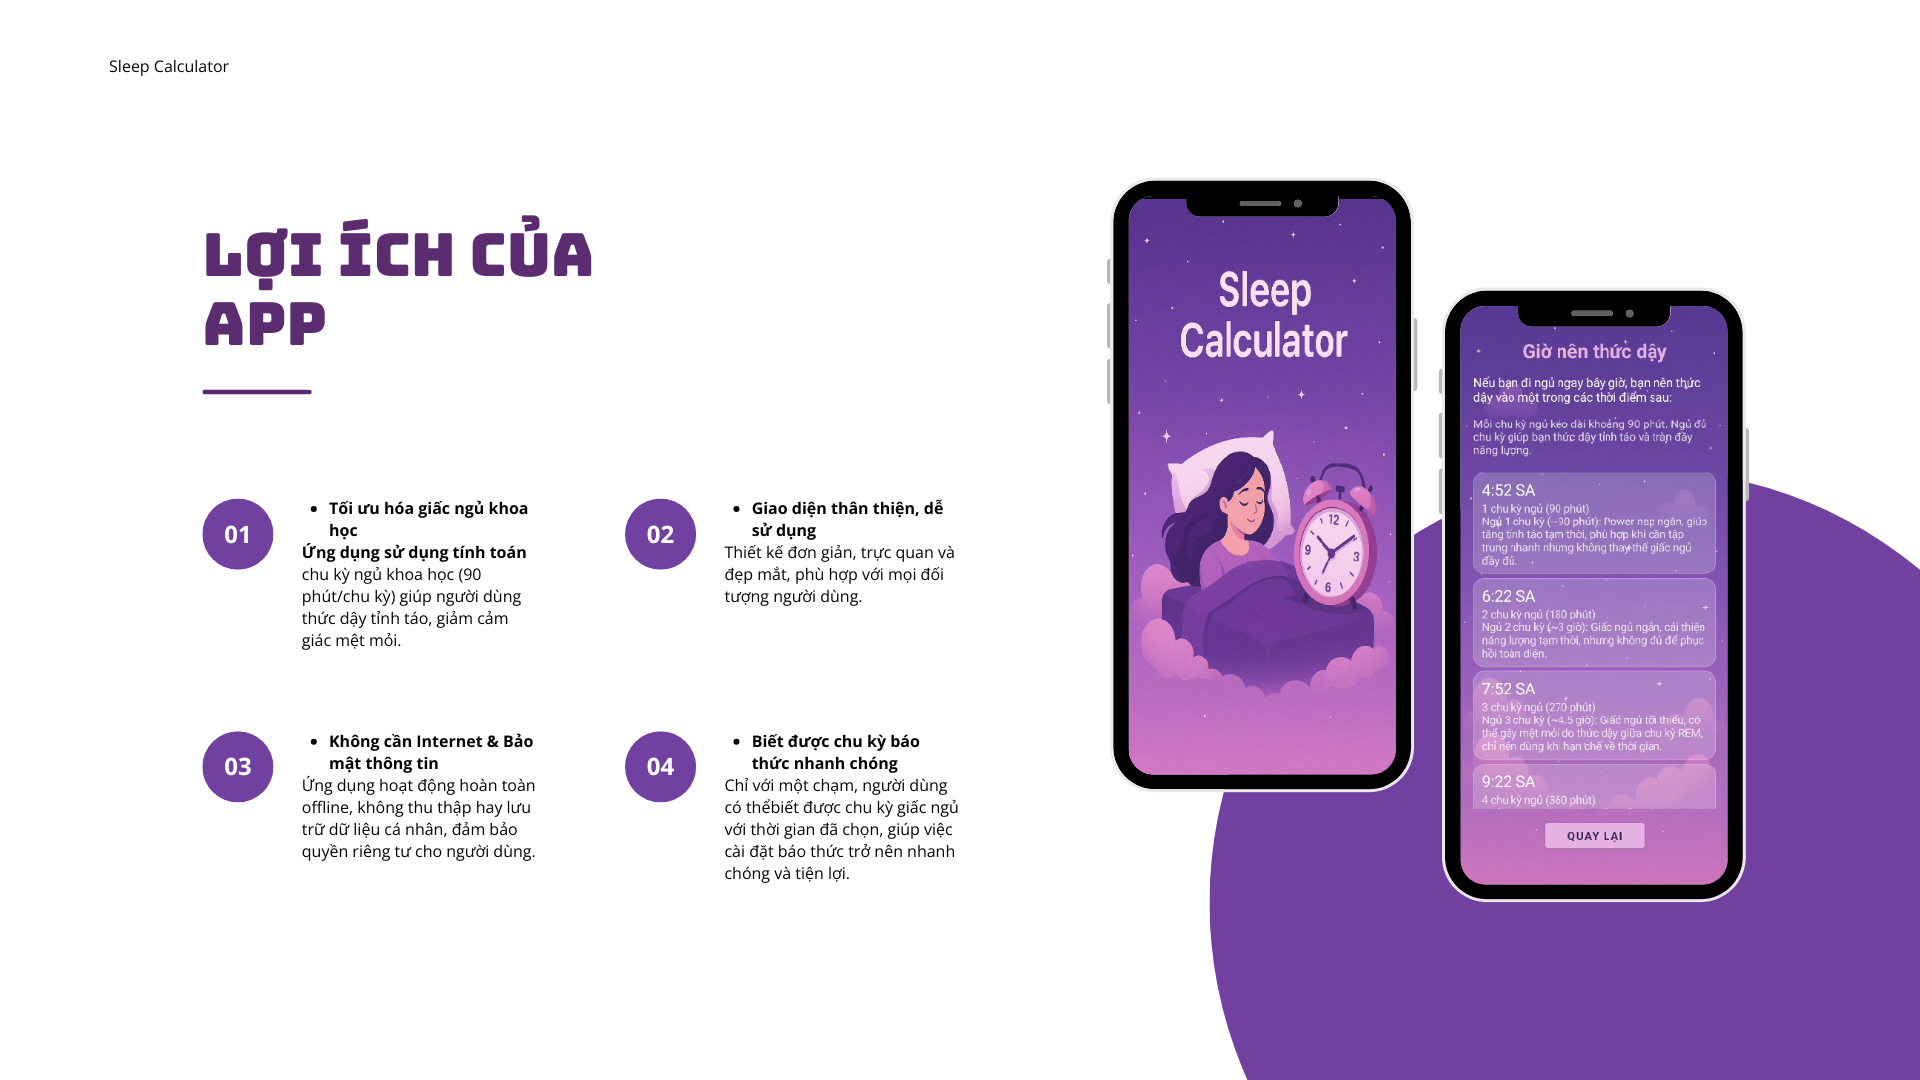 Sleep Calculator
LỢI ÍCH CỦA
APP
01
• Tối ưu hóa giấc ngủ khoa
học
Ứng dụng sử dụng tính toán
chu kỳ ngủ khoa học (90
phút/chu kỳ) giúp người dùng
thức dậy tỉnh táo, giảm cảm
giác mệt mỏi.
02
• Giao diện thân thiện, dễ
sử dụng
Thiết kế đơn giản, trực quan và
đẹp mắt, phù hợp với mọi đối
tượng người dùng.
03
• Không cần Internet & Bảo
mật thông tin
Ứng dụng hoạt động hoàn toàn
offline, không thu thập hay lưu
trữ dữ liệu cá nhân, đảm bảo
quyền riêng tư cho người dùng.
04
• Biết được chu kỳ báo
thức nhanh chóng
Chỉ với một chạm, người dùng
có thểbiết được chu kỳ giấc ngủ
với thời gian đã chọn, giúp việc
cài đặt báo thức trở nên nhanh
chóng và tiện lợi.
Sleep
Calculator
12
9
3
6
Giờ nên thức dậy
Nếu bạn đi ngủ ngay bây giờ, bạn nên thức
dậy vào một trong các thời điểm sau:
Mỗi chu kỳ ngủ kéo dài khoảng 90 phút. Ngủ đủ
chu kỳ giúp bạn thức dậy tỉnh táo và tràn đầy
năng lượng.
4:52 SA
1 chu kỳ ngủ (90 phút)
Ngủ 1 chu kỳ (~90 phút): Power nap ngắn, giúp
tăng tỉnh táo tạm thời, phù hợp khi cần tập
trung nhanh nhưng không thay thế giấc ngủ
đầy đủ.
6:22 SA
2 chu kỳ ngủ (180 phút)
Ngủ 2 chu kỳ (~3 giờ): Giấc ngủ ngắn, cải thiện
năng lượng tạm thời, nhưng không đủ để phục
hồi toàn diện.
7:52 SA
3 chu kỳ ngủ (270 phút)
Ngủ 3 chu kỳ (~4.5 giờ): Giấc ngủ tối thiểu, có
thể gây mệt mỏi do thức dậy giữa chu kỳ REM,
chỉ nên dùng khi hạn chế về thời gian.
9:22 SA
4 chu kỳ ngủ (360 phút)
QUAY LẠI